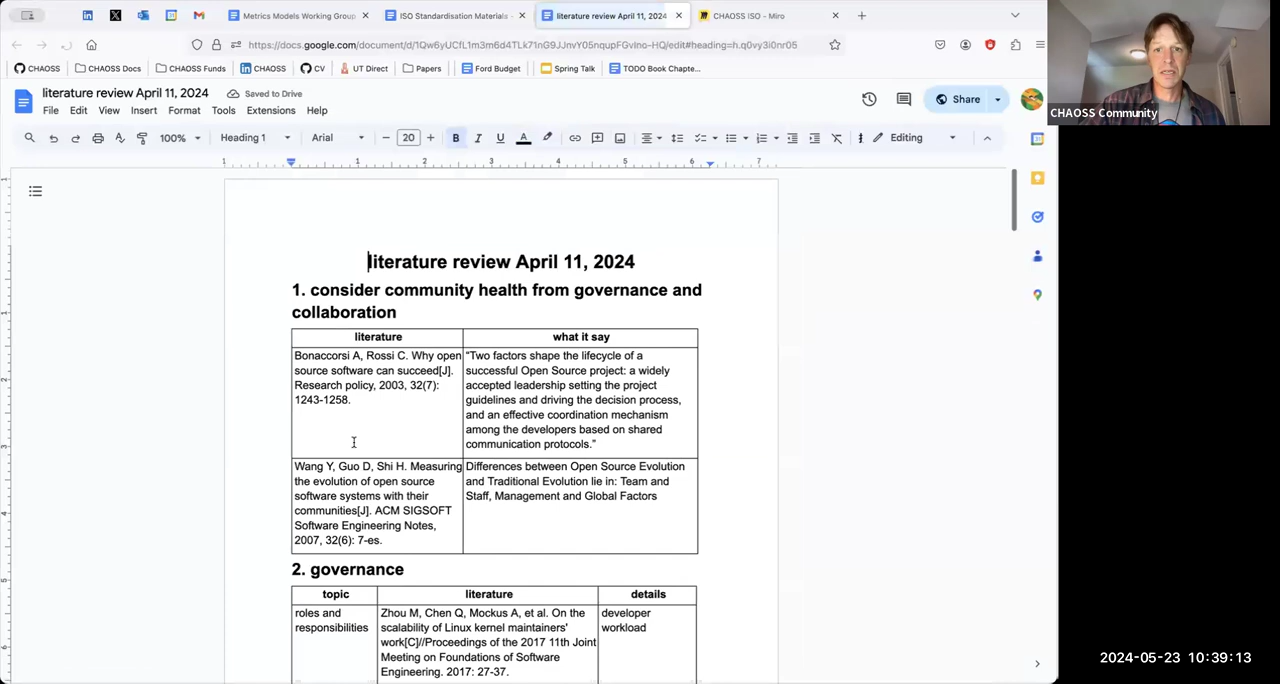 Metrics Models Working Group
ISO Standardisation Materials -
literature review April 11, 2024
CHAOSS ISO - Miro
https://docs.google.com/document/d/1Qw6yUCfL1m3m6d4TLk71nG9JJnvY05nqupFGvIno-HQ/edit#heading=h.q0vy3i0nr05
CHAOSS
CHAOSS Docs
CHAOSS Funds
CHAOSS
CV
UT Direct
Papers
Ford Budget
Spring Talk
TODO Book Chapte...
literature review April 11, 2024
Saved to Drive
File Edit View Insert Format Tools Extensions Help
Share
CHAOSS Community
100% Heading 1 Arial 20 B I U A Editing
1 1 2 3 4 5 6 7
literature review April 11, 2024
1. consider community health from governance and
collaboration
literature what it say
Bonaccorsi A, Rossi C. Why open
source software can succeed[J].
Research policy, 2003, 32(7):
1243-1258.
"Two factors shape the lifecycle of a
successful Open Source project: a widely
accepted leadership setting the project
guidelines and driving the decision process,
and an effective coordination mechanism
among the developers based on shared
communication protocols."
Wang Y, Guo D, Shi H. Measuring
the evolution of open source
software systems with their
communities[J]. ACM SIGSOFT
Software Engineering Notes,
2007, 32(6): 7-es.
Differences between Open Source Evolution
and Traditional Evolution lie in: Team and
Staff, Management and Global Factors
2. governance
topic literature details
roles and
responsibilities
Zhou M, Chen Q, Mockus A, et al. On the
scalability of Linux kernel maintainers'
work[C]//Proceedings of the 2017 11th Joint
Meeting on Foundations of Software
Engineering. 2017: 27-37.
developer
workload
2024-05-23 10:39:13